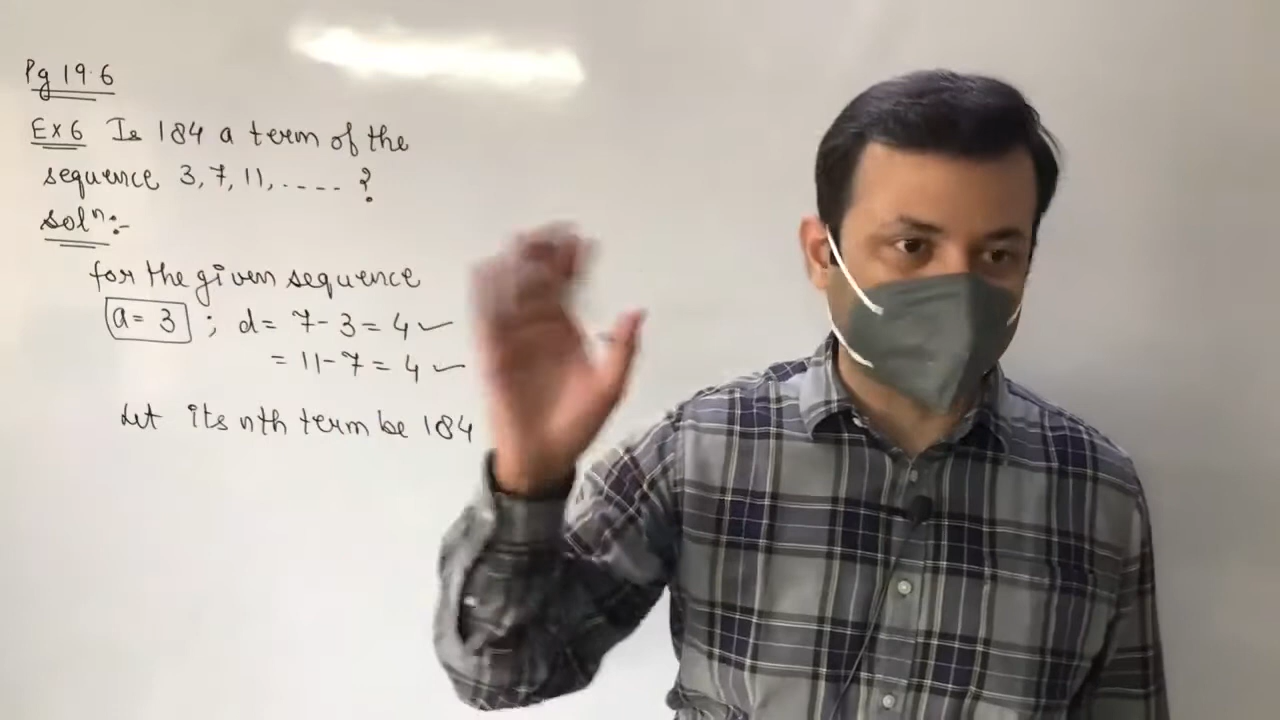 Pg 19.6
Ex 6 Is 184 a term of the
sequence 3, 7, 11, ..... ?
Solⁿ:-
for the given sequence
a = 3 ; d = 7 - 3 = 4 ✓
= 11 - 7 = 4 ✓
Let its nth term be 184